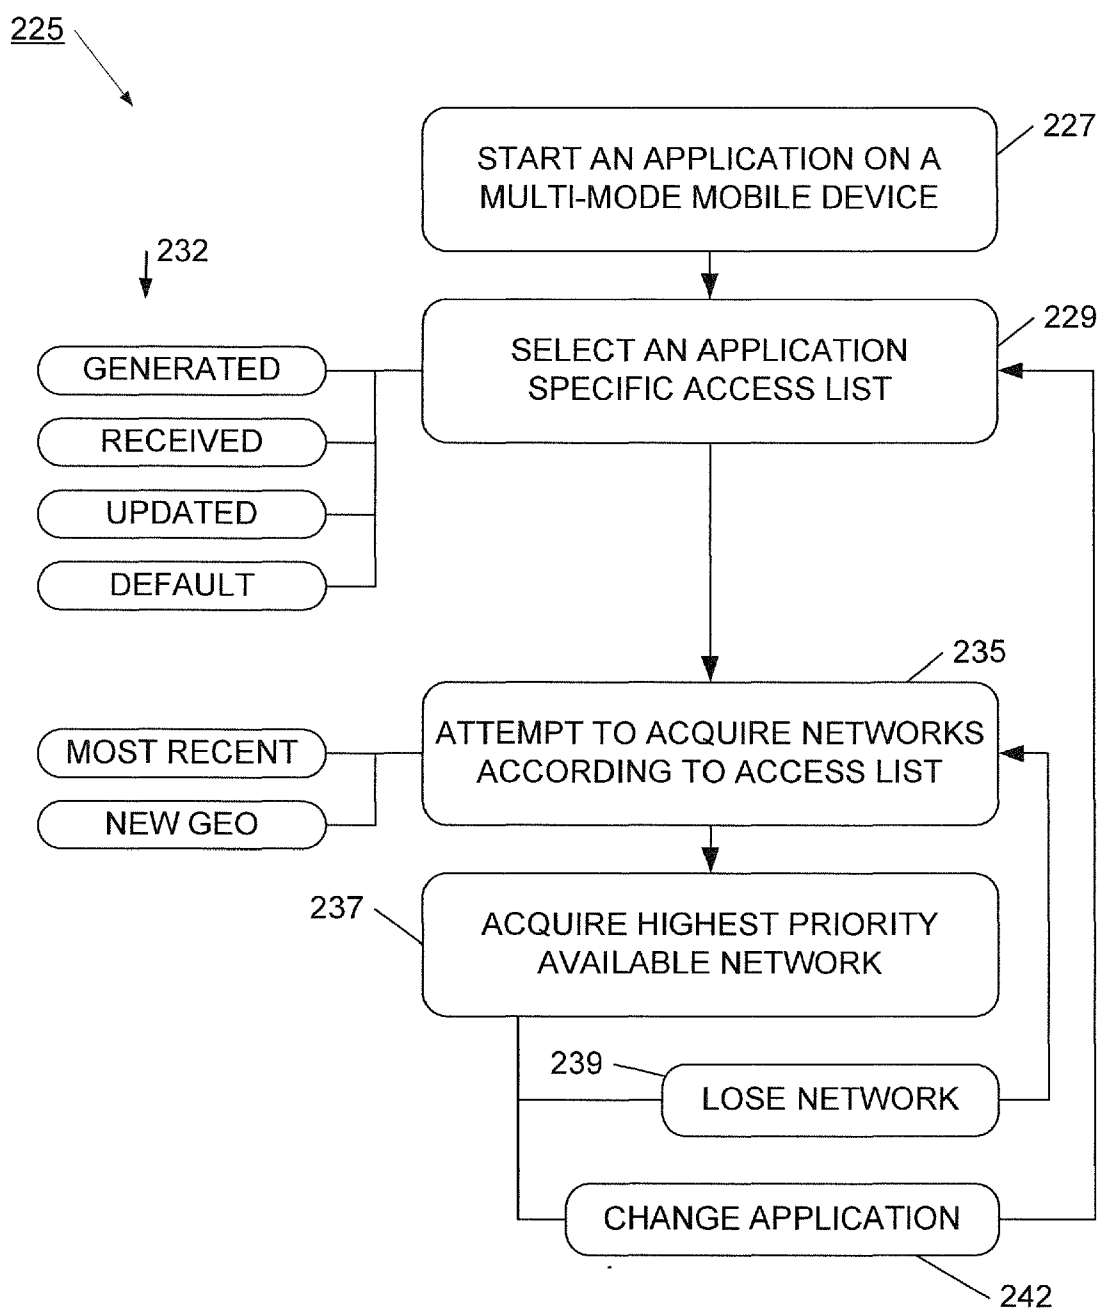 225
227
START AN APPLICATION ON A
MULTI-MODE MOBILE DEVICE
232
229
SELECT AN APPLICATION
SPECIFIC ACCESS LIST
GENERATED
RECEIVED
UPDATED
DEFAULT
235
ATTEMPT TO ACQUIRE NETWORKS
ACCORDING TO ACCESS LIST
MOST RECENT
NEW GEO
237
ACQUIRE HIGHEST PRIORITY
AVAILABLE NETWORK
239
LOSE NETWORK
CHANGE APPLICATION
242